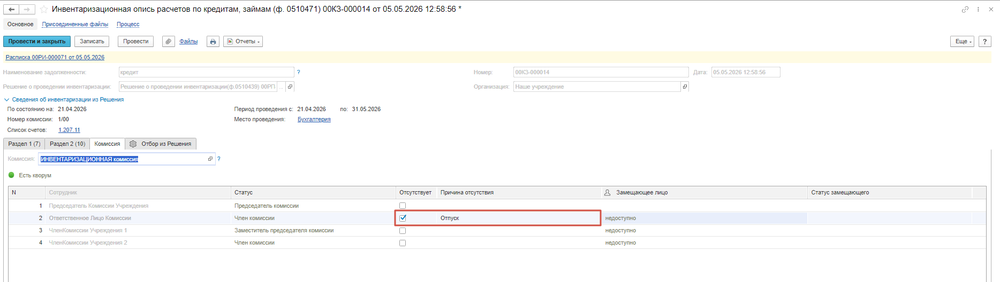 Инвентаризационная опись расчетов по кредитам, займам (ф. 0510471) 00КЗ-000014 от 05.05.2026 12:58:56 *
Основное Присоединенные файлы Процесс
Провести и закрыть Записать Провести Файлы Отчеты Еще ?
Расписка 00РИ-000071 от 05.05.2026
Наименование задолженности: кредит ? Номер: 00КЗ-000014 Дата: 05.05.2026 12:58:56
Решение о проведении инвентаризации: Решение о проведении инвентаризации(ф.0510439) 00РП- ... Организация: Наше учреждение
Сведения об инвентаризации из Решения
По состоянию на: 21.04.2026 Период проведения с: 21.04.2026 по: 31.05.2026
Номер комиссии: 1/00 Место проведения: Бухгалтерия
Список счетов: 1.207.11
Раздел 1 (7) Раздел 2 (10) Комиссия Отбор из Решения
Комиссия: ИНВЕНТАРИЗАЦИОННАЯ комиссия ?
Есть кворум
N Сотрудник Статус Отсутствует Причина отсутствия Замещающее лицо Статус замещающего
1 Председатель Комиссии Учреждения Председатель комиссии
2 Ответственное Лицо Комиссии Член комиссии Отпуск недоступно
3 ЧленКомиссии Учреждения 1 Заместитель председателя комиссии недоступно
4 ЧленКомиссии Учреждения 2 Член комиссии недоступно